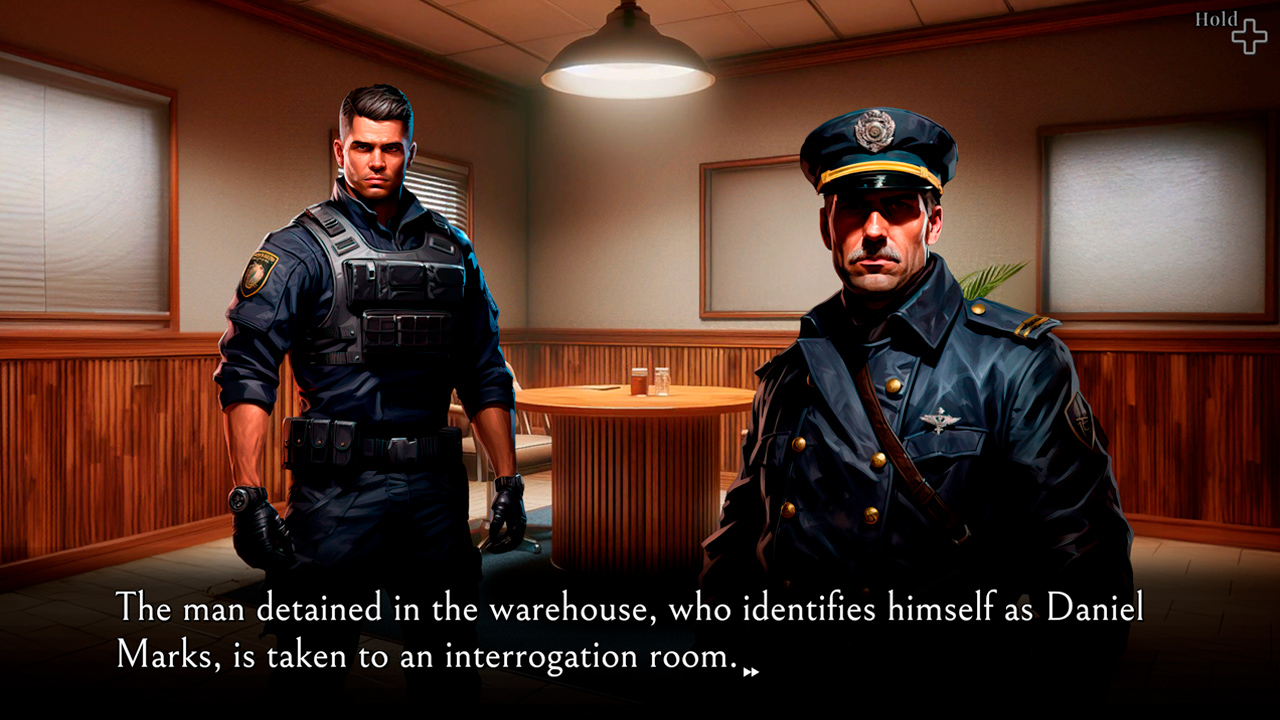 Hold
The man detained in the warehouse, who identifies himself as Daniel
Marks, is taken to an interrogation room.